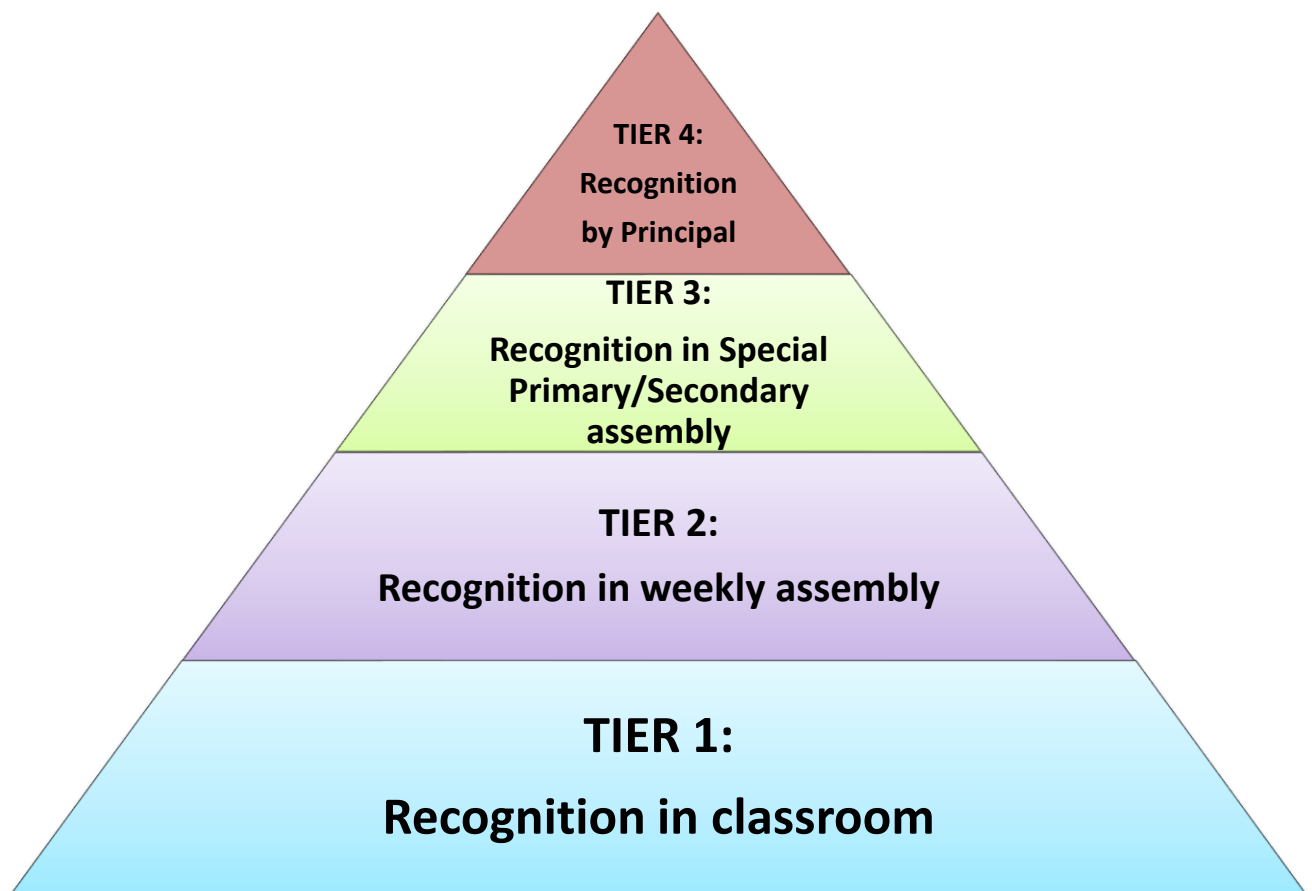 TIER 4:
Recognition
by Principal
TIER 3:
Recognition in Special
Primary/Secondary
assembly
TIER 2:
Recognition in weekly assembly
TIER 1:
Recognition in classroom